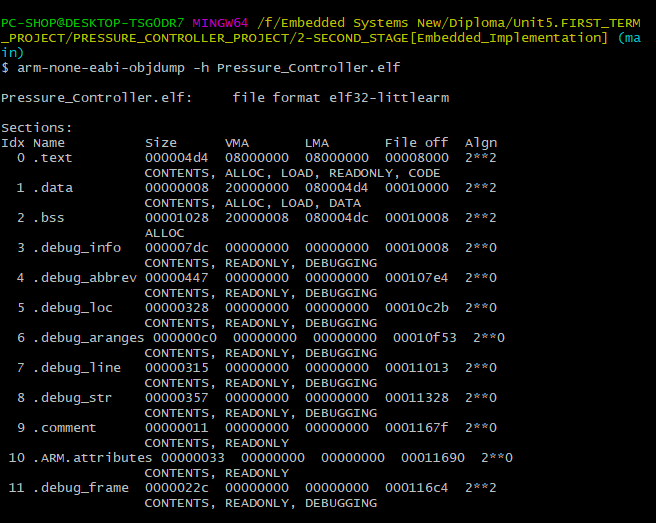 PC-SHOP@DESKTOP-TSG0DR7 MINGW64 /f/Embedded Systems New/Diploma/Unit5.FIRST_TERM
_PROJECT/PRESSURE_CONTROLLER_PROJECT/2-SECOND_STAGE[Embedded_Implementation] (ma
in)
$ arm-none-eabi-objdump -h Pressure_Controller.elf
Pressure_Controller.elf:     file format elf32-littlearm
Sections:
Idx Name          Size      VMA       LMA       File off  Algn
  0 .text         000004d4  08000000  08000000  00008000  2**2
                  CONTENTS, ALLOC, LOAD, READONLY, CODE
  1 .data         00000008  20000000  080004d4  00010000  2**2
                  CONTENTS, ALLOC, LOAD, DATA
  2 .bss          00001028  20000008  080004dc  00010008  2**2
                  ALLOC
  3 .debug_info   000007dc  00000000  00000000  00010008  2**0
                  CONTENTS, READONLY, DEBUGGING
  4 .debug_abbrev 00000447  00000000  00000000  000107e4  2**0
                  CONTENTS, READONLY, DEBUGGING
  5 .debug_loc    00000328  00000000  00000000  00010c2b  2**0
                  CONTENTS, READONLY, DEBUGGING
  6 .debug_aranges 000000c0  00000000  00000000  00010f53  2**0
                  CONTENTS, READONLY, DEBUGGING
  7 .debug_line   00000315  00000000  00000000  00011013  2**0
                  CONTENTS, READONLY, DEBUGGING
  8 .debug_str    00000357  00000000  00000000  00011328  2**0
                  CONTENTS, READONLY, DEBUGGING
  9 .comment      00000011  00000000  00000000  0001167f  2**0
                  CONTENTS, READONLY
 10 .ARM.attributes 00000033  00000000  00000000  00011690  2**0
                  CONTENTS, READONLY
 11 .debug_frame  0000022c  00000000  00000000  000116c4  2**2
                  CONTENTS, READONLY, DEBUGGING